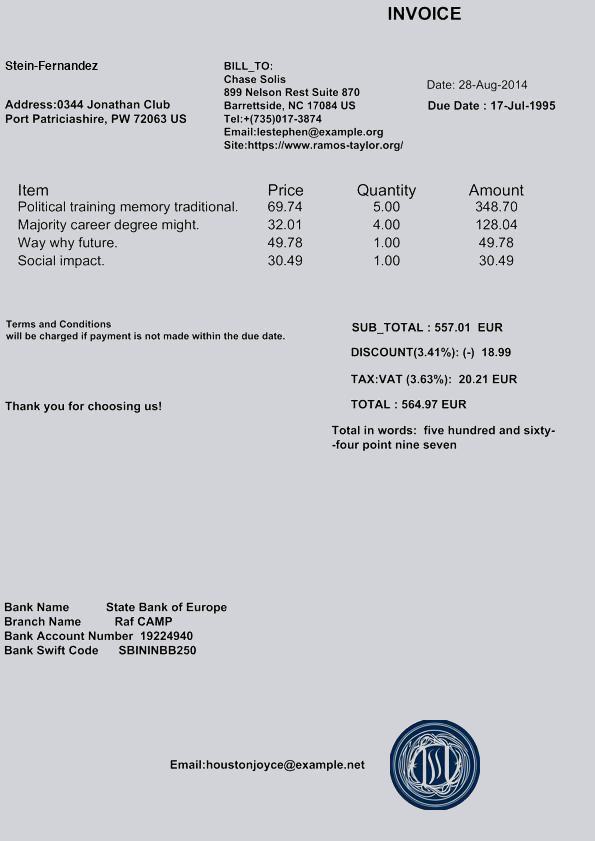 INVOICE
Stein-Fernandez
Address:0344 Jonathan Club
Port Patriciashire, PW 72063 US
BILL_TO:
Chase Solis
899 Nelson Rest Suite 870
Barrettside, NC 17084 US
Tel:+(735)017-3874
Email:lestephen@example.org
Site:https://www.ramos-taylor.org/
Date: 28-Aug-2014
Due Date : 17-Jul-1995
Item Price Quantity Amount
Political training memory traditional. 69.74 5.00 348.70
Majority career degree might. 32.01 4.00 128.04
Way why future. 49.78 1.00 49.78
Social impact. 30.49 1.00 30.49
Terms and Conditions
will be charged if payment is not made within the due date.
SUB_TOTAL : 557.01 EUR
DISCOUNT(3.41%): (-) 18.99
TAX:VAT (3.63%): 20.21 EUR
TOTAL : 564.97 EUR
Thank you for choosing us!
Total in words: five hundred and sixty-
-four point nine seven
Bank Name State Bank of Europe
Branch Name Raf CAMP
Bank Account Number 19224940
Bank Swift Code SBININBB250
Email:houstonjoyce@example.net